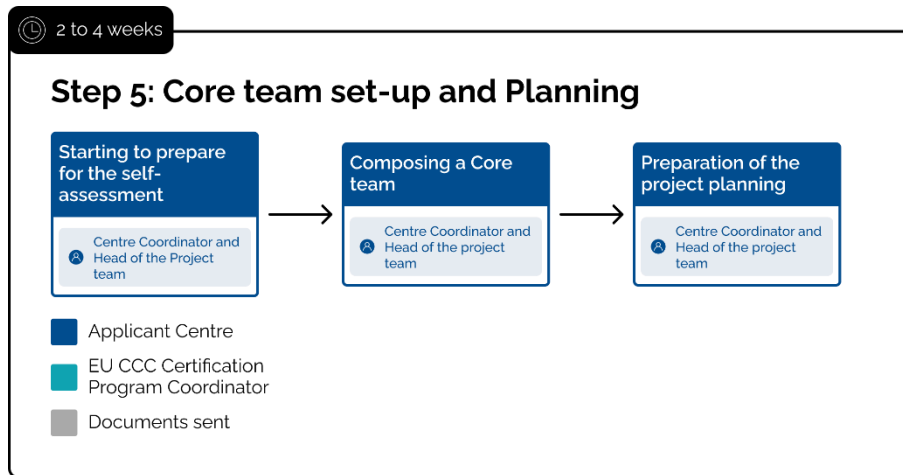 2 to 4 weeks
Step 5: Core team set-up and Planning
Starting to prepare
for the self-
assessment
Centre Coordinator and
Head of the Project
team
Composing a Core
team
Centre Coordinator and
Head of the project
team
Preparation of the
project planning
Centre Coordinator and
Head of the project
team
Applicant Centre
EU CCC Certification
Program Coordinator
Documents sent